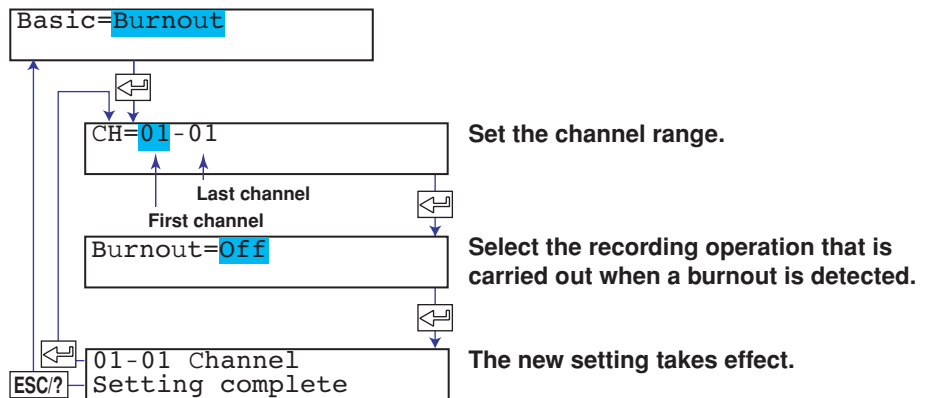 Basic=Burnout
CH=01-01
Set the channel range.
Last channel
First channel
Burnout=Off
Select the recording operation that is
carried out when a burnout is detected.
01-01 Channel
The new setting takes effect.
ESC/?
Setting complete